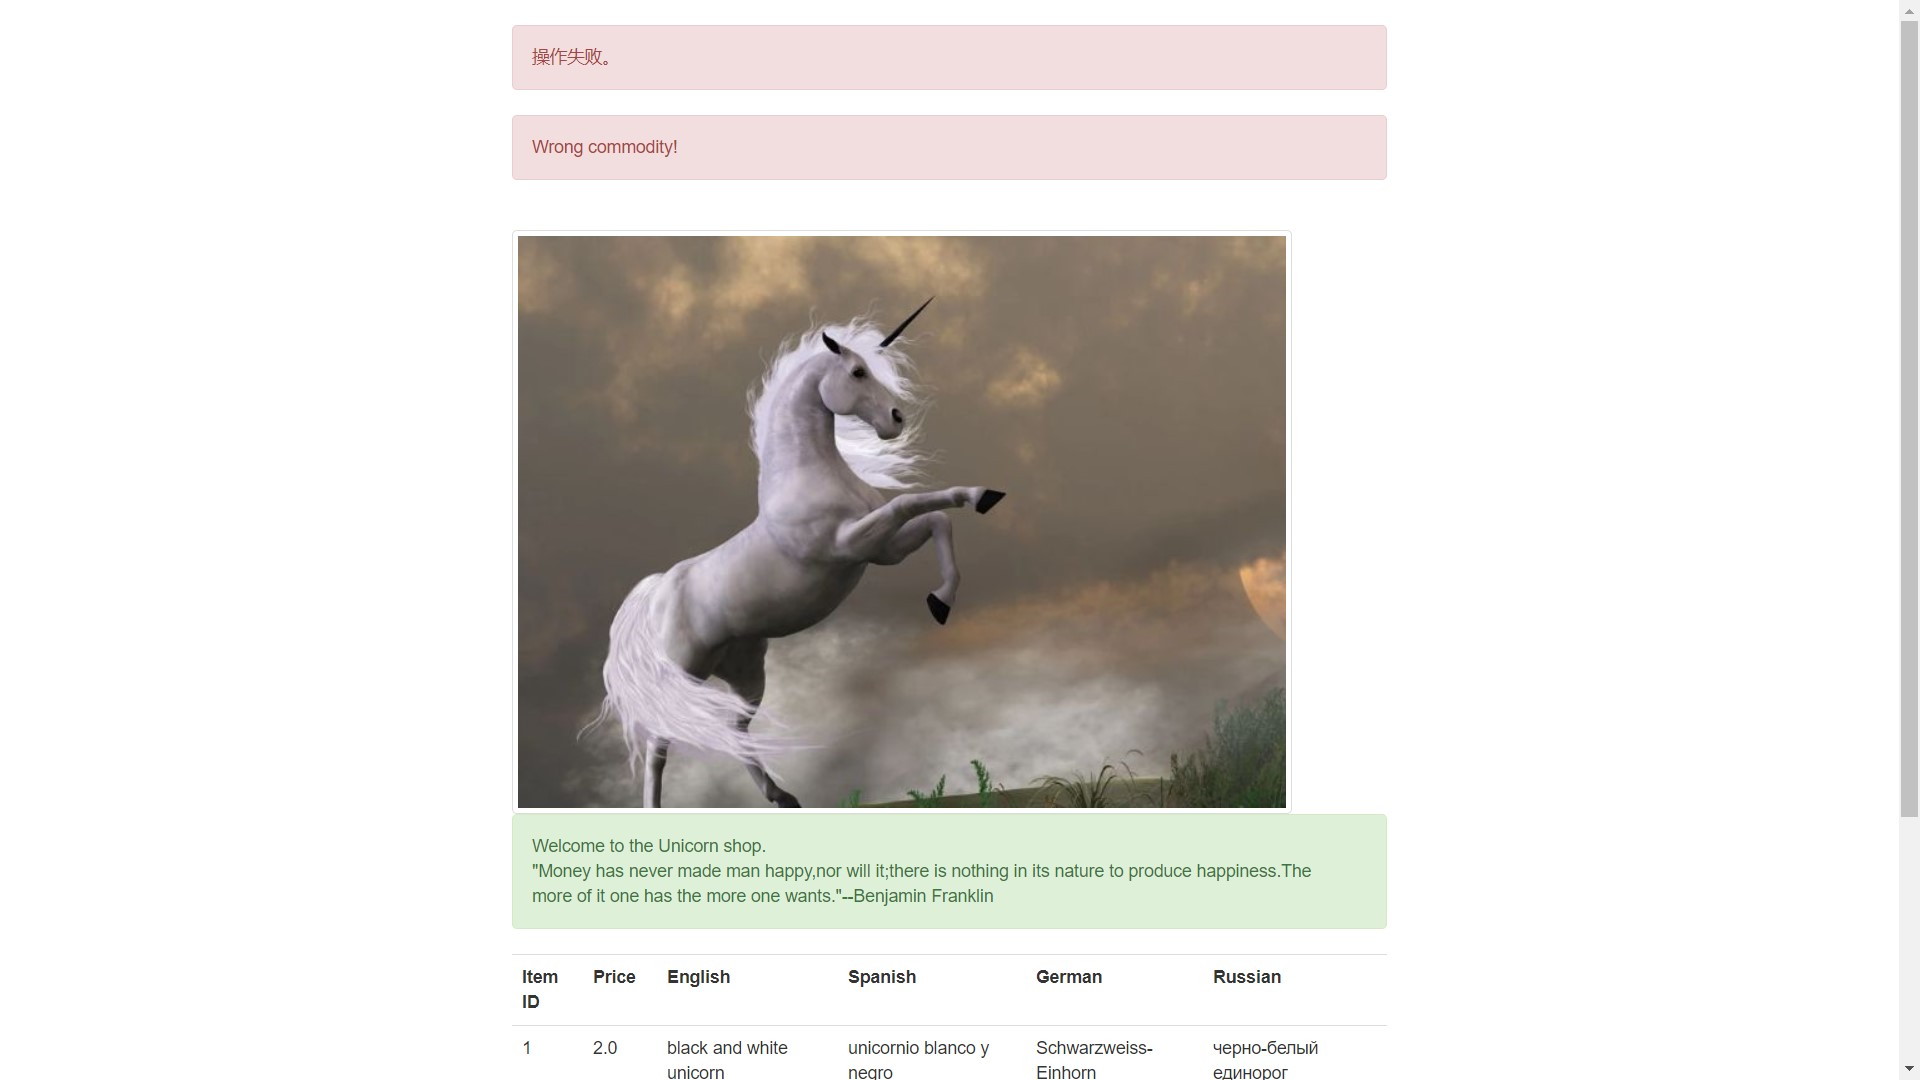 操作失败。
Wrong commodity!
Welcome to the Unicorn shop.
"Money has never made man happy,nor will it;there is nothing in its nature to produce happiness.The
more of it one has the more one wants."--Benjamin Franklin
Item ID Price English Spanish German Russian
1 2.0 black and white unicorn unicornio blanco y negro Schwarzweiss-Einhorn черно-белый единорог